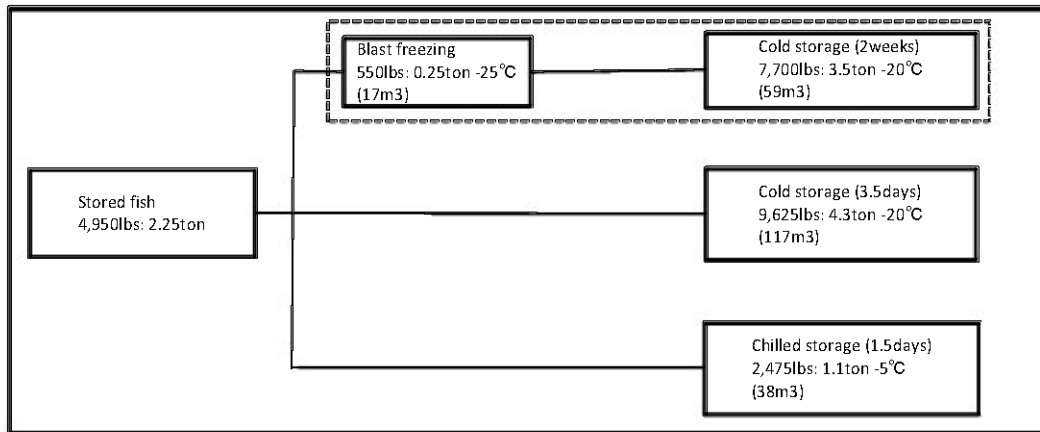 Blast freezing
550lbs: 0.25ton -25℃
(17m3)
Cold storage (2weeks)
7,700lbs: 3.5ton -20℃
(59m3)
Stored fish
4,950lbs: 2.25ton
Cold storage (3.5days)
9,625lbs: 4.3ton -20℃
(117m3)
Chilled storage (1.5days)
2,475lbs: 1.1ton -5℃
(38m3)